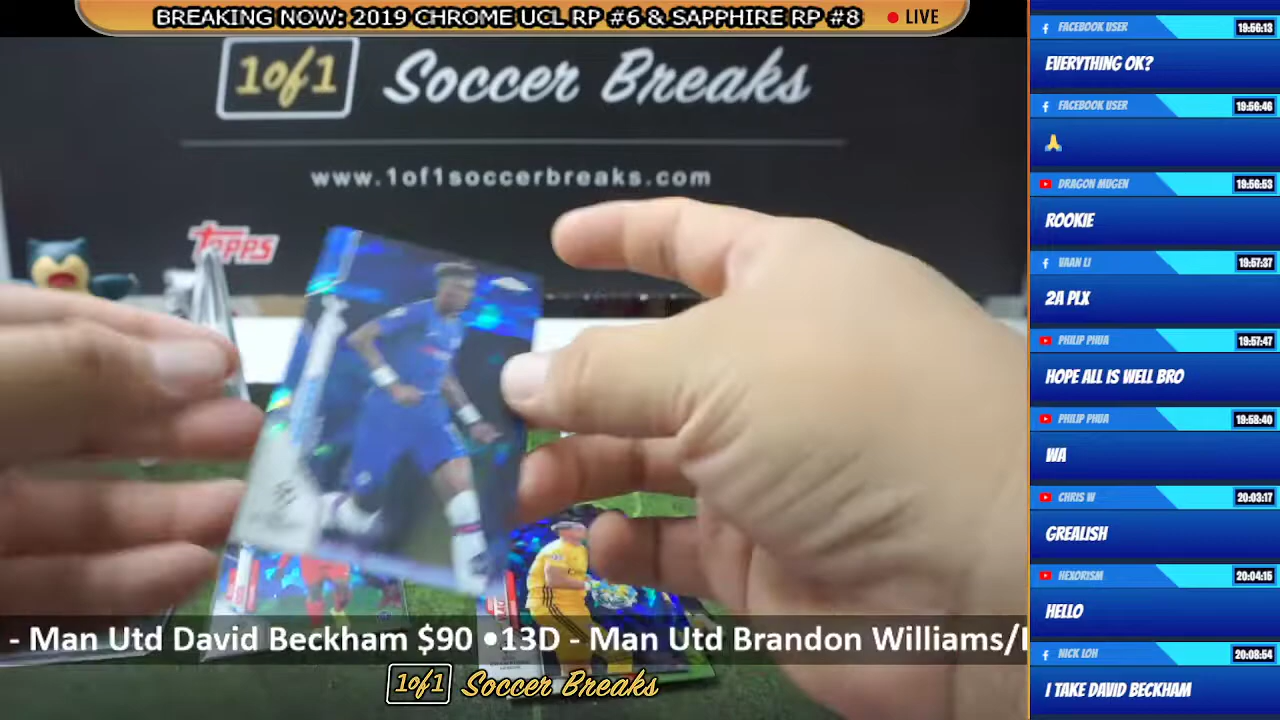 BREAKING NOW: 2019 CHROME UCL RP #6 & SAPPHIRE RP #8
LIVE
1of1 Soccer Breaks
www.1of1soccerbreaks.com
TOPPS
- Man Utd David Beckham $90 •13D - Man Utd Brandon Williams/
1of1 Soccer Breaks
FACEBOOK USER 19:56:13
EVERYTHING OK?
FACEBOOK USER 19:56:46
🙏
DRAGON MUGEN 19:56:53
ROOKIE
VAAN LI 19:57:37
2A PLX
PHILIP PHUA 19:57:47
HOPE ALL IS WELL BRO
PHILIP PHUA 19:58:40
WA
CHRIS W 20:03:17
GREALISH
HEXORISM 20:04:15
HELLO
NICK LOH 20:08:54
I TAKE DAVID BECKHAM